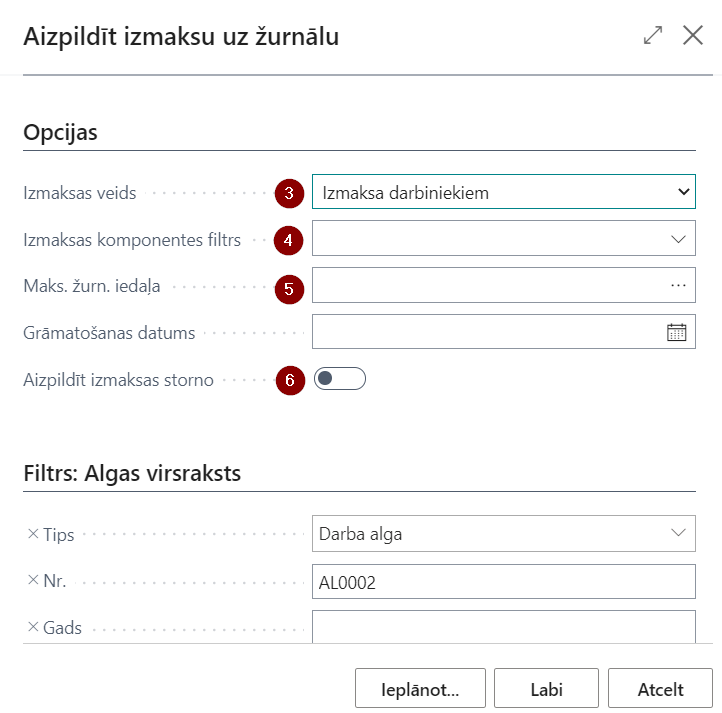 Aizpildīt izmaksu uz žurnālu
Opcijas
Izmaksas veids 3 Izmaksa darbiniekiem
Izmaksas komponentes filtrs 4
Maks. žurn. iedaļa 5
Grāmatošanas datums
Aizpildīt izmaksas storno 6
Filtrs: Algas virsraksts
Tips Darba alga
Nr. AL0002
Gads
Ieplānot... Labi Atcelt